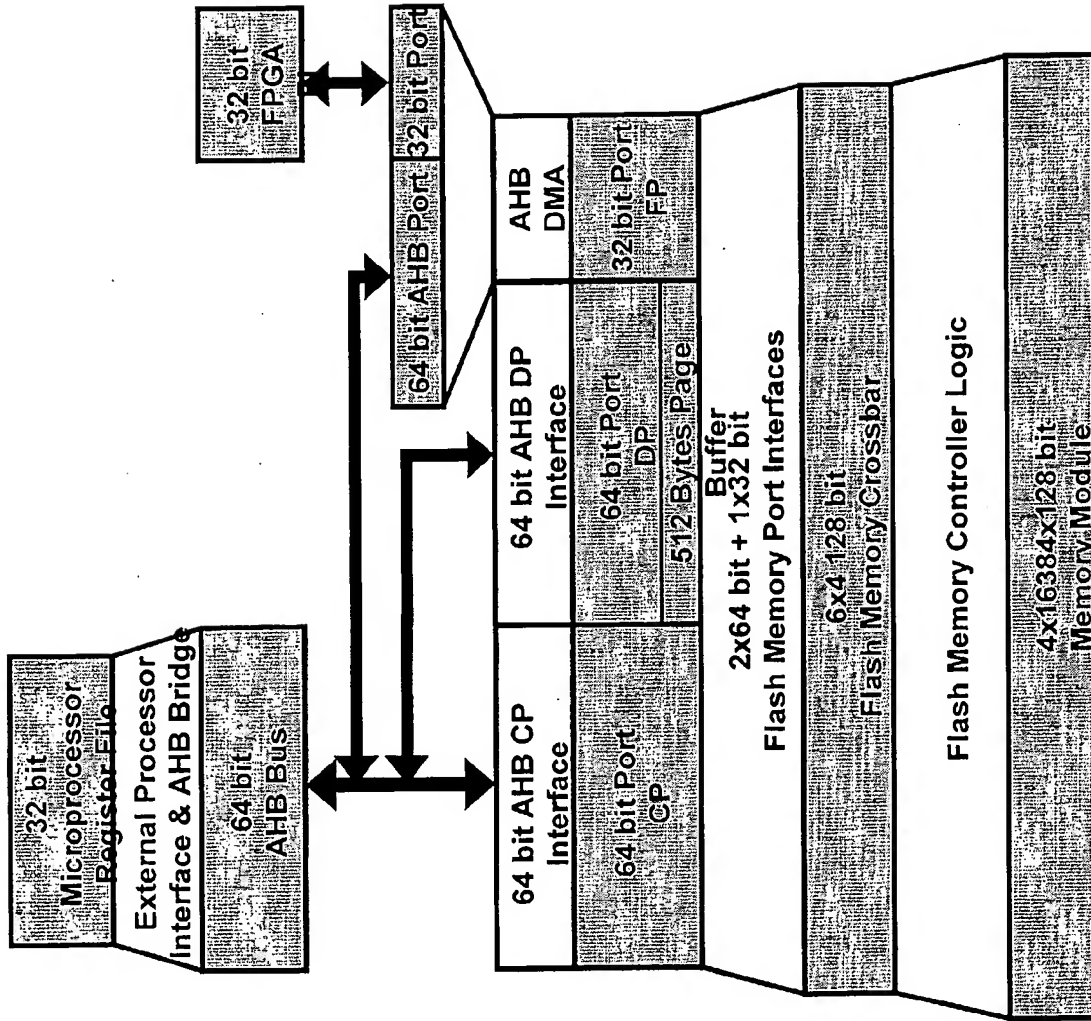 32 bit
Microprocessor
Register File
External Processor
Interface & AHB Bridge
64 bit
AHB Bus
32 bit
FPGA
64 bit AHB Port
32 bit Port
64 bit AHB CP
Interface
64 bit AHB DP
Interface
AHB
DMA
64 bit Port
CP
64 bit Port
DP
512 Bytes Page
Buffer
32 bit Port
FP
2x64 bit + 1x32 bit
Flash Memory Port Interfaces
6x4 128 bit
Flash Memory Crossbar
Flash Memory Controller Logic
4x16384x128 bit
Memory Module